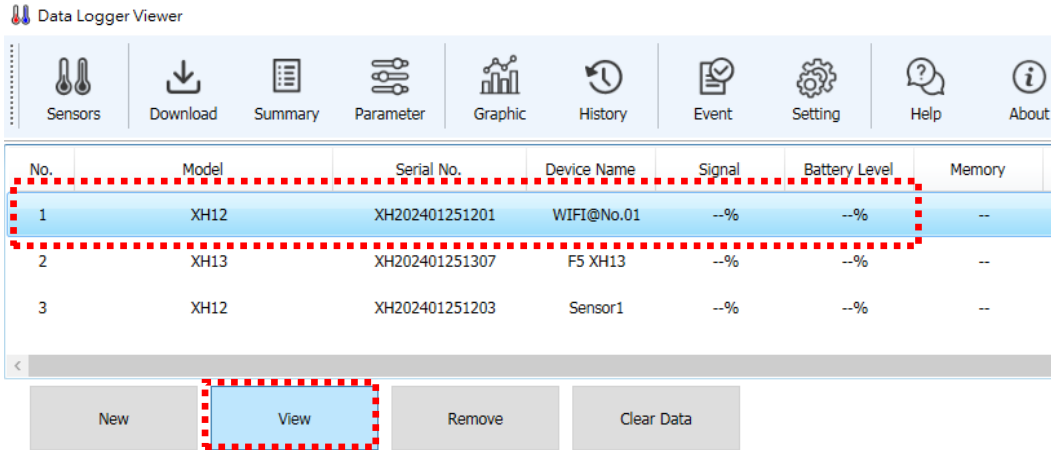 Data Logger Viewer
Sensors Download Summary Parameter Graphic History Event Setting Help About
No. Model Serial No. Device Name Signal Battery Level Memory
1 XH12 XH202401251201 WIFI@No.01 --% --% --
2 XH13 XH202401251307 F5 XH13 --% --% --
3 XH12 XH202401251203 Sensor1 --% --% --
New View Remove Clear Data